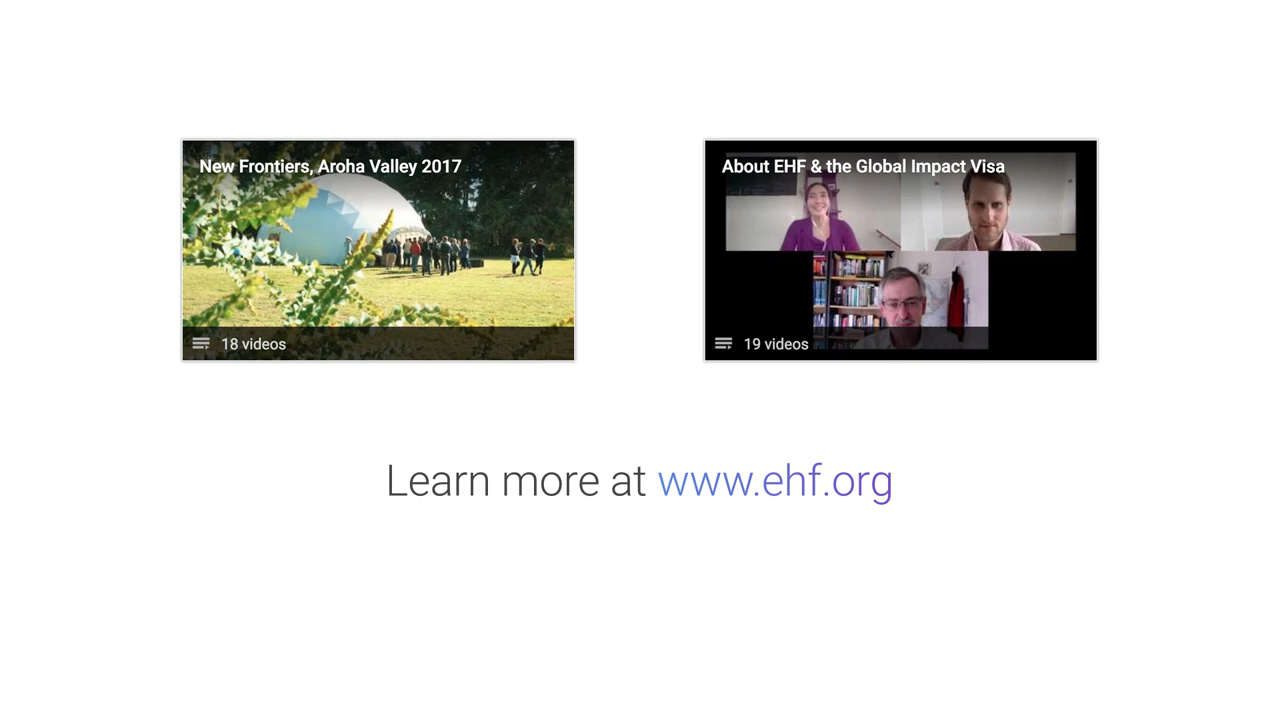 New Frontiers, Aroha Valley 2017
18 videos
About EHF & the Global Impact Visa
19 videos
Learn more at www.ehf.org